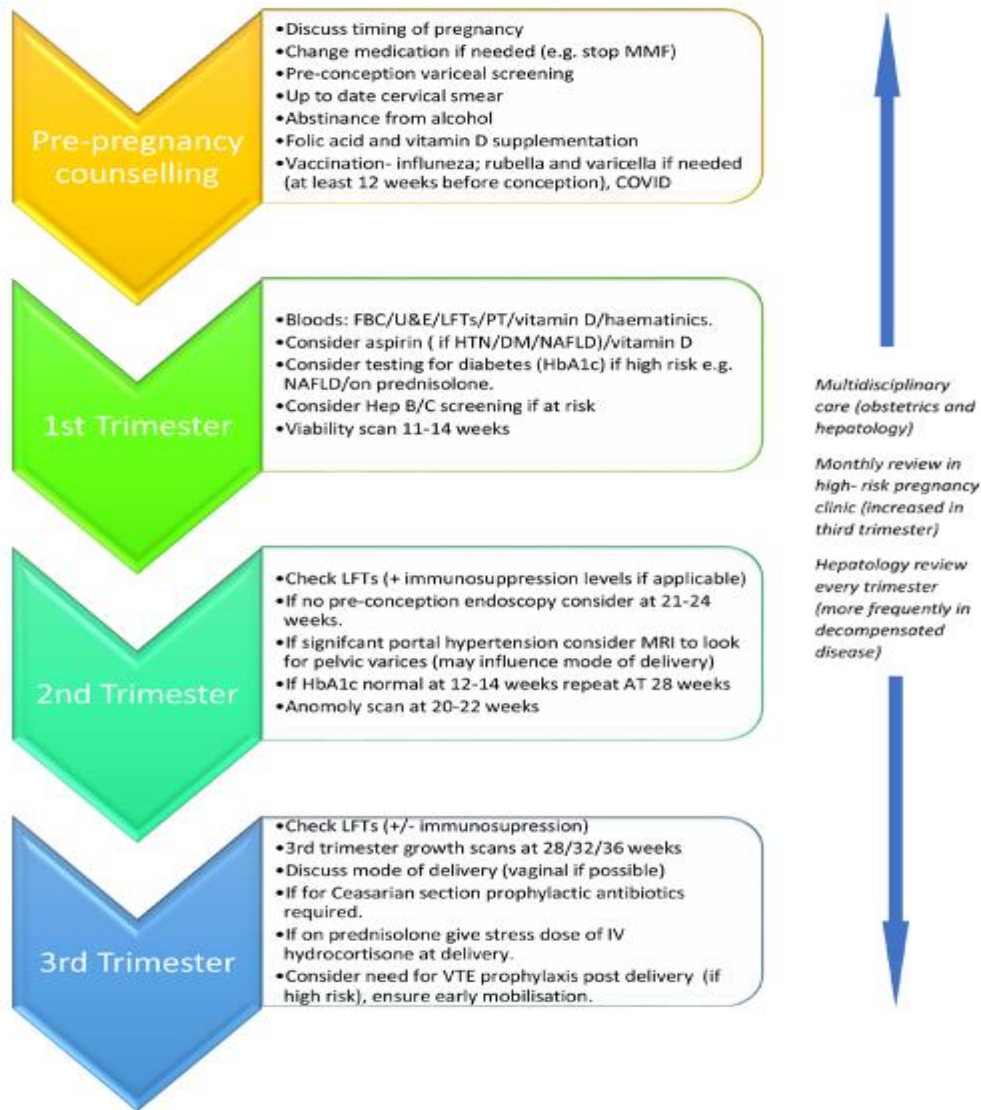 Pre-pregnancy
counselling
•Discuss timing of pregnancy
•Change medication if needed (e.g. stop MMF)
•Pre-conception variceal screening
•Up to date cervical smear
•Abstinance from alcohol
•Folic acid and vitamin D supplementation
•Vaccination- influneza; rubella and varicella if needed
(at least 12 weeks before conception), COVID
1st Trimester
•Bloods: FBC/U&E/LFTs/PT/vitamin D/haematinics.
•Consider aspirin ( if HTN/DM/NAFLD)/vitamin D
•Consider testing for diabetes (HbA1c) if high risk e.g.
NAFLD/on prednisolone.
•Consider Hep B/C screening if at risk
•Viability scan 11-14 weeks
2nd Trimester
•Check LFTs (+ immunosuppression levels if applicable)
•If no pre-conception endoscopy consider at 21-24
weeks.
•If signifcant portal hypertension consider MRI to look
for pelvic varices (may influence mode of delivery)
•If HbA1c normal at 12-14 weeks repeat AT 28 weeks
•Anomoly scan at 20-22 weeks
3rd Trimester
•Check LFTs (+/- immunosupression)
•3rd trimester growth scans at 28/32/36 weeks
•Discuss mode of delivery (vaginal if possible)
•If for Ceasarian section prophylactic antibiotics
required.
•If on prednisolone give stress dose of IV
hydrocortisone at delivery.
•Consider need for VTE prophylaxis post delivery (if
high risk), ensure early mobilisation.
Multidisciplinary
care (obstetrics and
hepatology)
Monthly review in
high- risk pregnancy
clinic (increased in
third trimester)
Hepatology review
every trimester
(more frequently in
decompensated
disease)